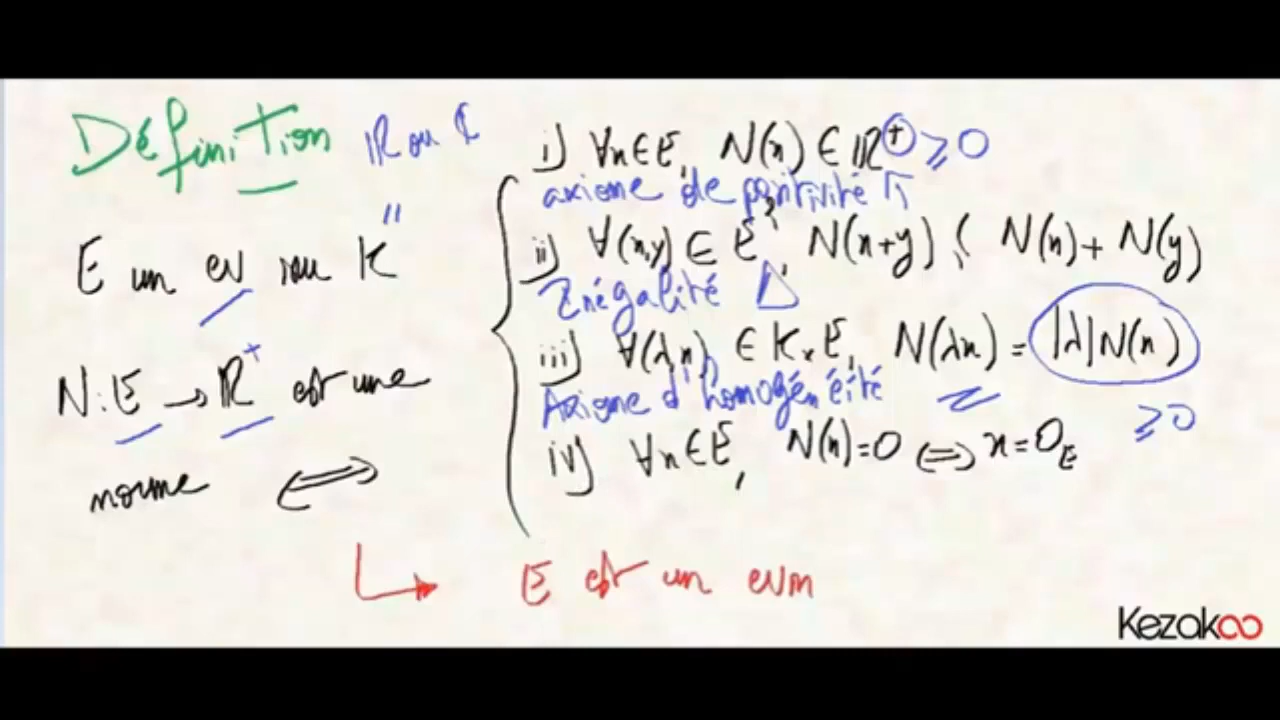 Définition ℝ ou ℂ
"
E un ev sur K
N : E → ℝ⁺ est une
norme ⟺
i) ∀x∈E, N(x) ∈ ℝ⁺ ≥ 0
axiome de positivité
ii) ∀(x,y) ∈ E², N(x+y) ≤ N(x) + N(y)
Inégalité Δ
iii) ∀(λ,x) ∈ K×E, N(λx) = |λ|N(x)
Axiome d'homogénéité ≥0
iv) ∀x∈E, N(x)=0 ⟺ x=0_E
↳ E est un evn
Kezakoo